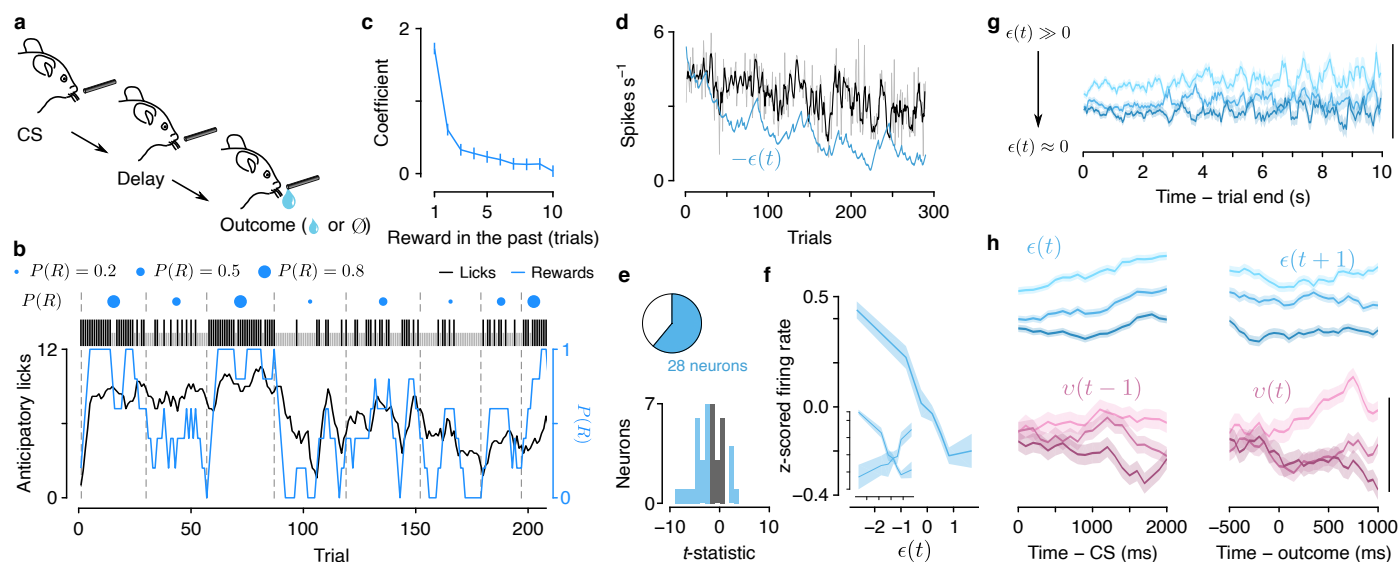 a
CS
Delay
Outcome (💧 or Ø)
b
P(R) = 0.2
P(R) = 0.5
P(R) = 0.8
Licks
Rewards
P(R)
12
0
Anticipatory licks
1
0
P(R)
0
50
100
150
200
Trial
c
2
0
Coefficient
1
5
10
Reward in the past (trials)
d
6
3
0
Spikes s⁻¹
−ϵ(t)
0
100
200
300
Trials
e
28 neurons
7
0
Neurons
−10
0
10
t-statistic
f
0.5
0.0
−0.4
z-scored firing rate
−2
−1
0
1
ϵ(t)
g
ϵ(t) ≫ 0
ϵ(t) ≈ 0
0
2
4
6
8
10
Time − trial end (s)
h
ϵ(t)
ϵ(t + 1)
υ(t − 1)
υ(t)
0
1000
2000
Time − CS (ms)
−500
0
500
1000
Time − outcome (ms)